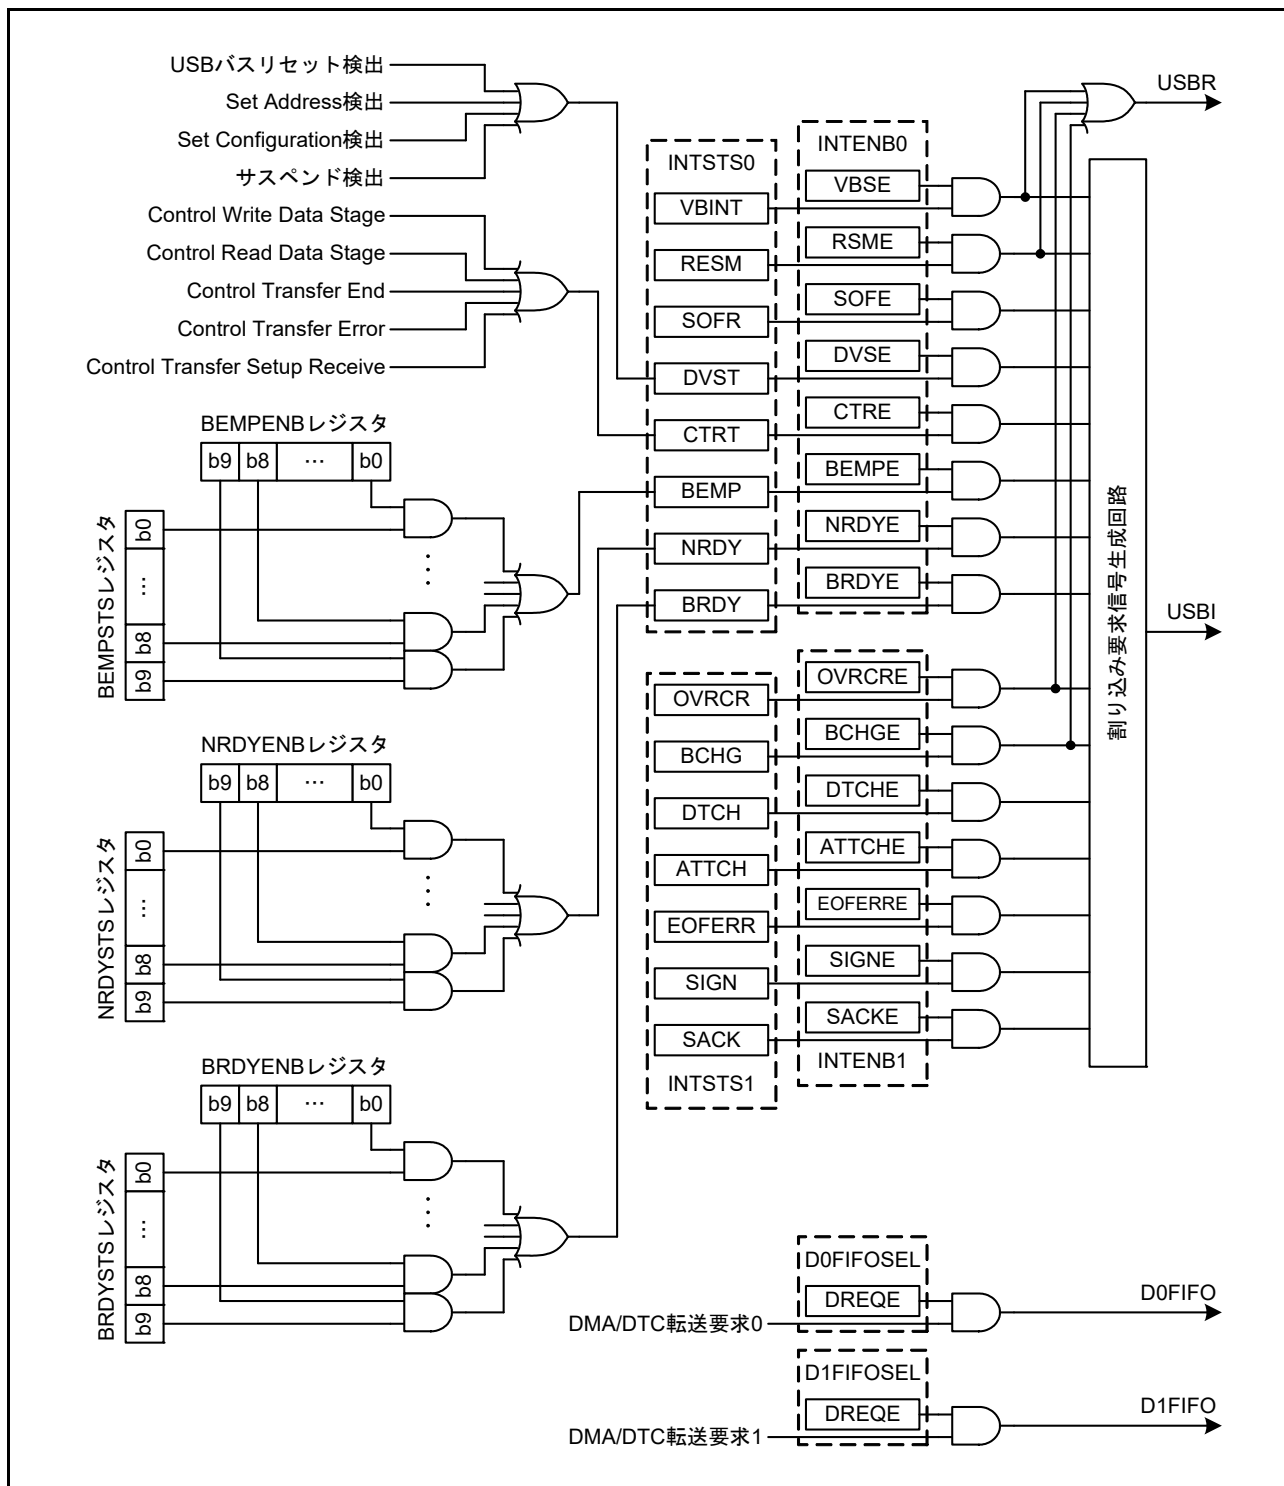 USBバスリセット検出
Set Address検出
Set Configuration検出
サスペンド検出
Control Write Data Stage
Control Read Data Stage
Control Transfer End
Control Transfer Error
Control Transfer Setup Receive
BEMPENBレジスタ
b9 b8 … b0
BEMPSTSレジスタ
b0
…
b8
b9
NRDYENBレジスタ
b9 b8 … b0
NRDYSTSレジスタ
b0
…
b8
b9
BRDYENBレジスタ
b9 b8 … b0
BRDYSTSレジスタ
b0
…
b8
b9
INTSTS0
VBINT
RESM
SOFR
DVST
CTRT
BEMP
NRDY
BRDY
OVRCR
BCHG
DTCH
ATTCH
EOFERR
SIGN
SACK
INTSTS1
INTENB0
VBSE
RSME
SOFE
DVSE
CTRE
BEMPE
NRDYE
BRDYE
OVRCRE
BCHGE
DTCHE
ATTCHE
EOFERRE
SIGNE
SACKE
INTENB1
割り込み要求信号生成回路
USBR
USBI
D0FIFOSEL
DREQE
DMA/DTC転送要求0
D0FIFO
D1FIFOSEL
DREQE
DMA/DTC転送要求1
D1FIFO